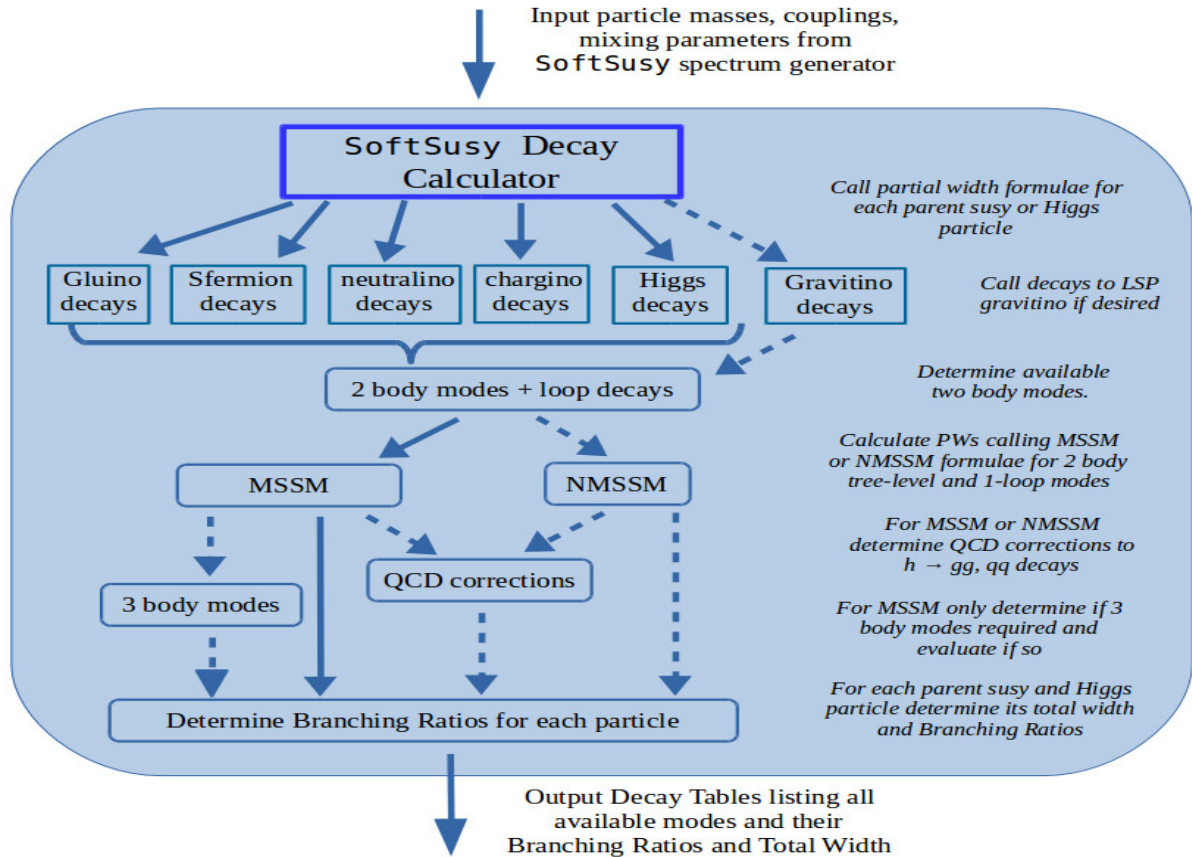 Input particle masses, couplings,
mixing parameters from
SoftSusy spectrum generator
SoftSusy Decay
Calculator
Call partial width formulae for
each parent susy or Higgs
particle
Gluino
decays
Sfermion
decays
neutralino
decays
chargino
decays
Higgs
decays
Gravitino
decays
Call decays to LSP
gravitino if desired
2 body modes + loop decays
Determine available
two body modes.
MSSM
NMSSM
Calculate PWs calling MSSM
or NMSSM formulae for 2 body
tree-level and 1-loop modes
QCD corrections
For MSSM or NMSSM
determine QCD corrections to
h → gg, qq decays
3 body modes
For MSSM only determine if 3
body modes required and
evaluate if so
Determine Branching Ratios for each particle
For each parent susy and Higgs
particle determine its total width
and Branching Ratios
Output Decay Tables listing all
available modes and their
Branching Ratios and Total Width